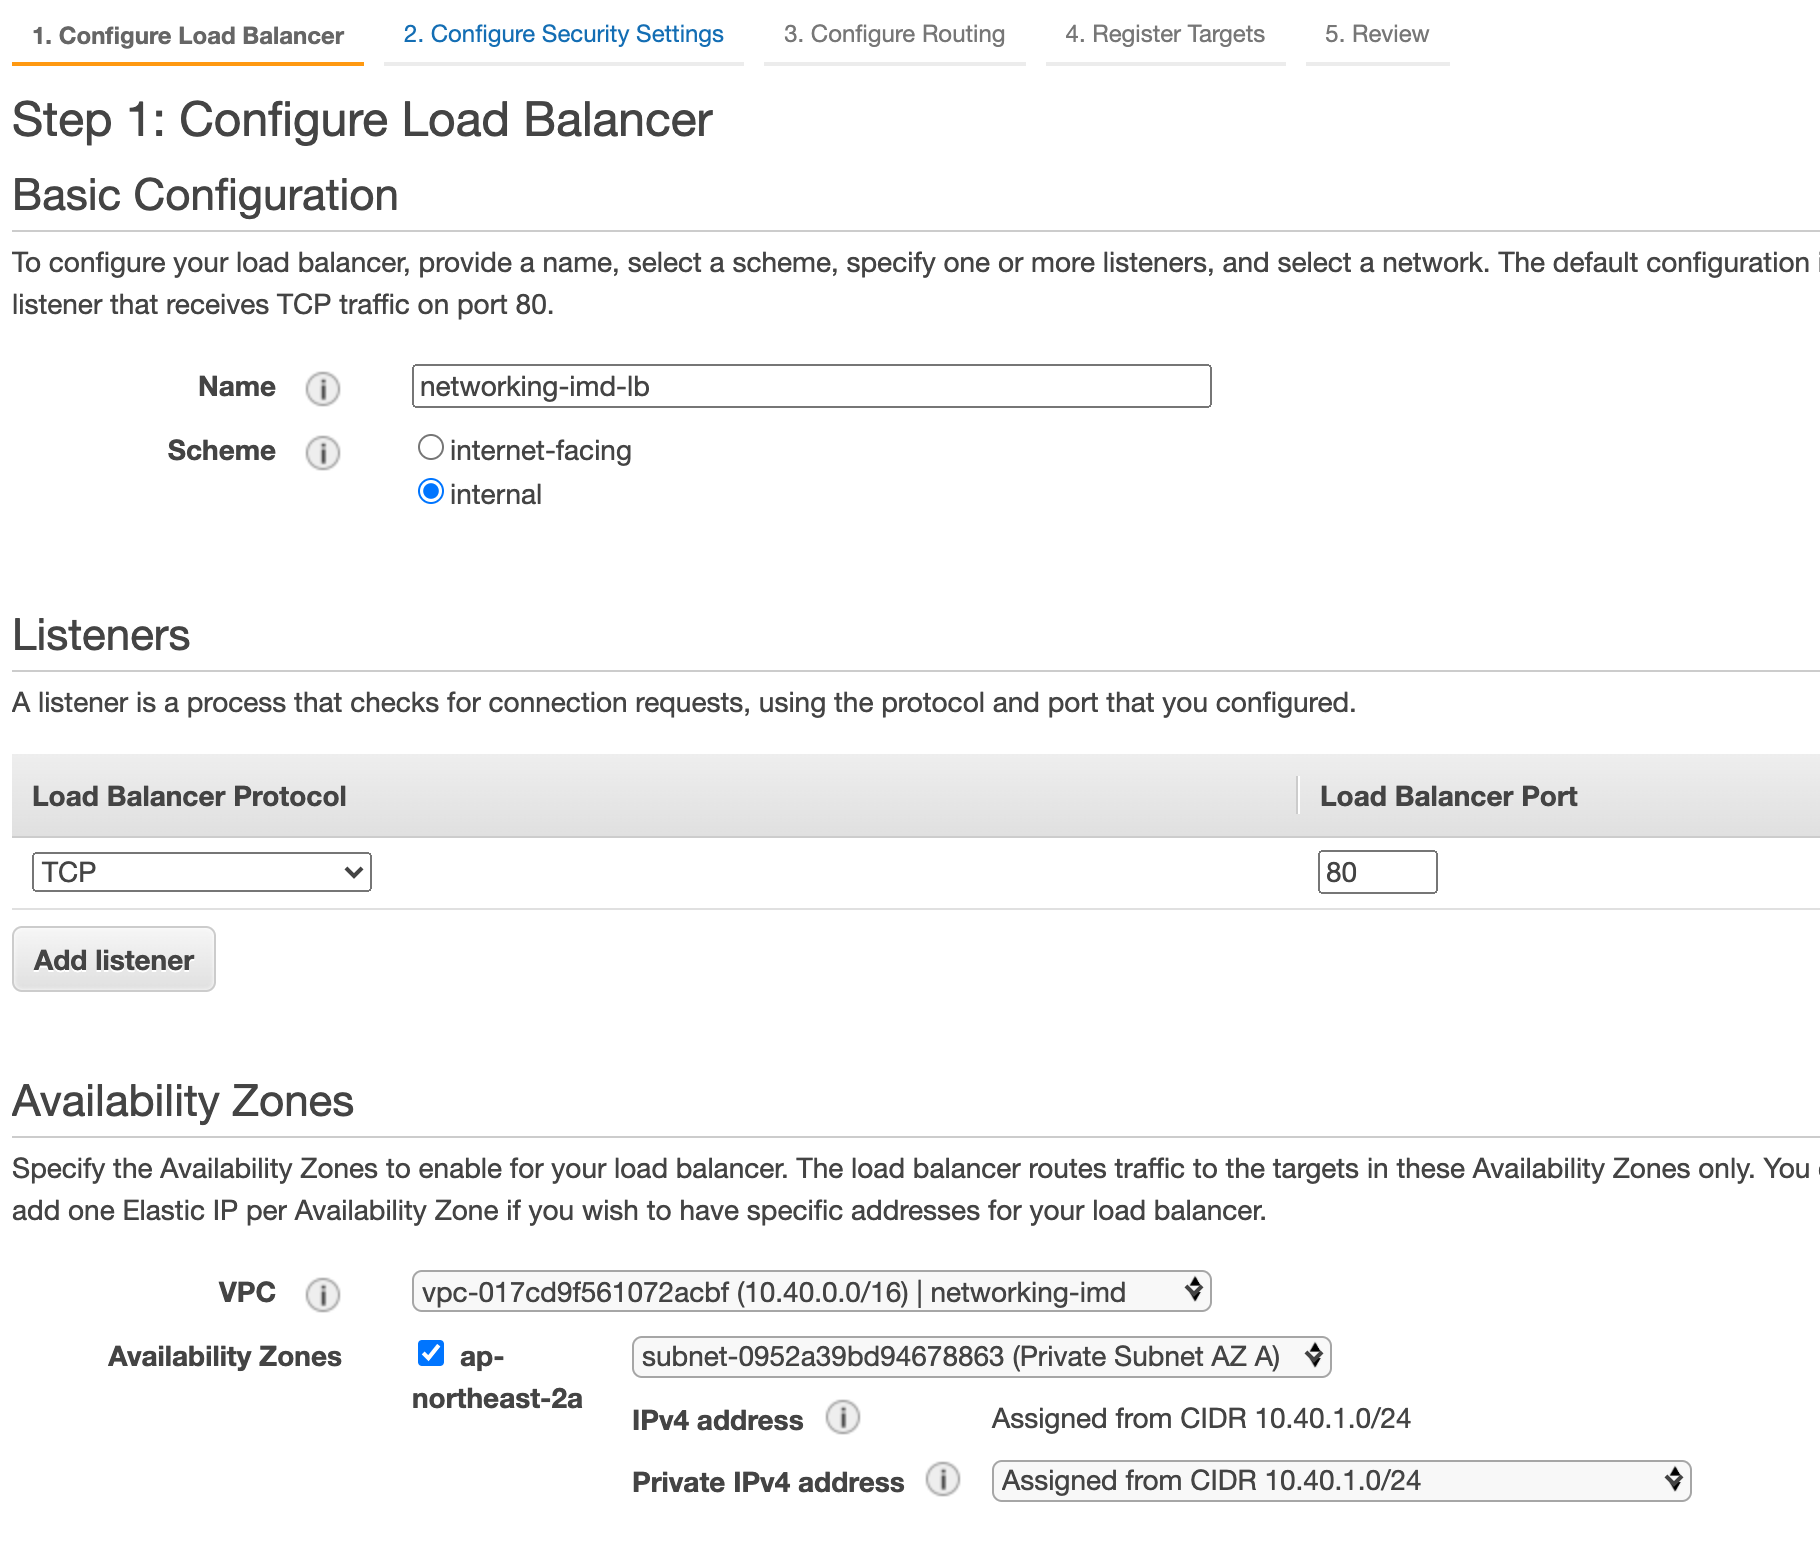 1. Configure Load Balancer 2. Configure Security Settings 3. Configure Routing 4. Register Targets 5. Review
Step 1: Configure Load Balancer
Basic Configuration
To configure your load balancer, provide a name, select a scheme, specify one or more listeners, and select a network. The default configuration
listener that receives TCP traffic on port 80.
Name i networking-imd-lb
Scheme i internet-facing
internal
Listeners
A listener is a process that checks for connection requests, using the protocol and port that you configured.
Load Balancer Protocol Load Balancer Port
TCP 80
Add listener
Availability Zones
Specify the Availability Zones to enable for your load balancer. The load balancer routes traffic to the targets in these Availability Zones only. You
add one Elastic IP per Availability Zone if you wish to have specific addresses for your load balancer.
VPC i vpc-017cd9f561072acbf (10.40.0.0/16) | networking-imd
Availability Zones ap- subnet-0952a39bd94678863 (Private Subnet AZ A)
northeast-2a
IPv4 address i Assigned from CIDR 10.40.1.0/24
Private IPv4 address i Assigned from CIDR 10.40.1.0/24